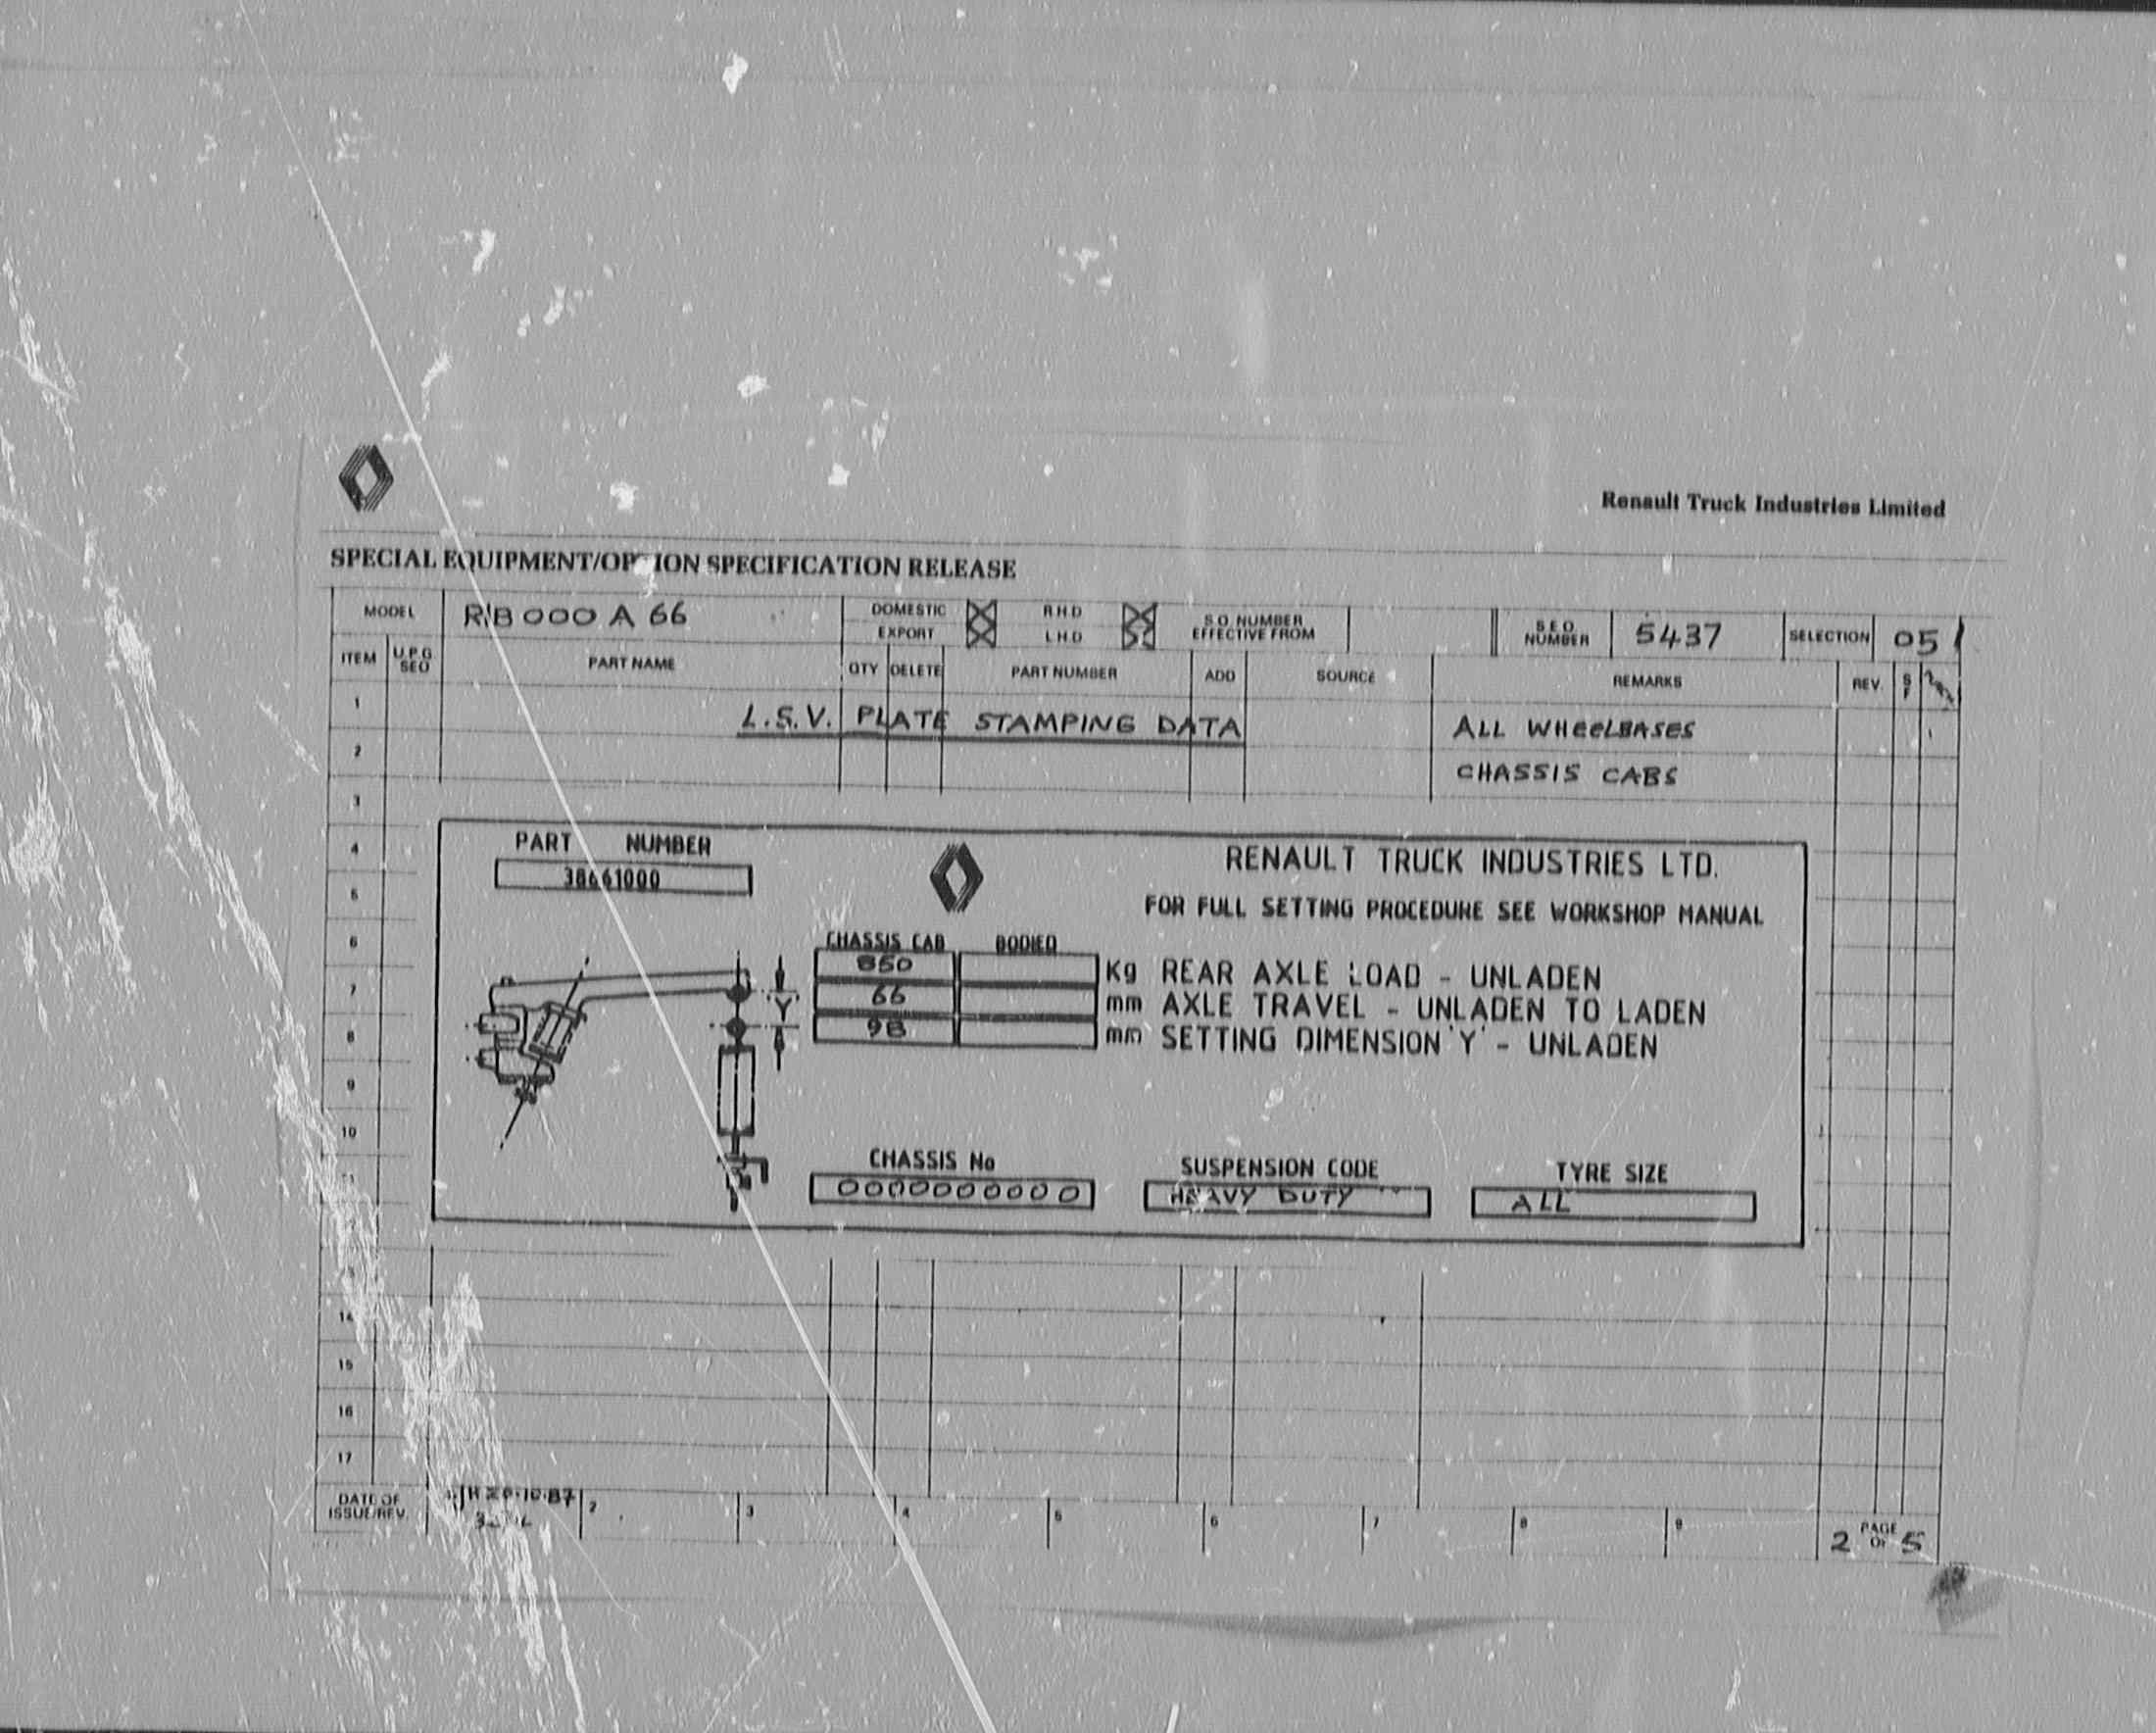 Renault Truck Industries Limited
SPECIAL EQUIPMENT/OPTION SPECIFICATION RELEASE
MODEL R'B000 A 66 DOMESTIC R H D S.O. NUMBER S.E.O. 5437 SELECTION 05
EXPORT L H D EFFECTIVE FROM NUMBER
ITEM U.P.G. SEO PART NAME QTY DELETE PART NUMBER ADD SOURCE REMARKS REV. S F
1 L.S.V. PLATE STAMPING DATA ALL WHEELBASES
2 CHASSIS CABS
3
4 PART NUMBER RENAULT TRUCK INDUSTRIES LTD.
5 38661000 FOR FULL SETTING PROCEDURE SEE WORKSHOP MANUAL
6 CHASSIS CAB BODIED
850 Kg REAR AXLE LOAD - UNLADEN
7 Y 66 mm AXLE TRAVEL - UNLADEN TO LADEN
8 98 mm SETTING DIMENSION 'Y' - UNLADEN
9
10
CHASSIS No SUSPENSION CODE TYRE SIZE
0000000000 HEAVY DUTY ALL
14
15
16
17
DATE OF 2 3 4 5 6 7 8 9 2 PAGE OF 5
ISSUE/REV.